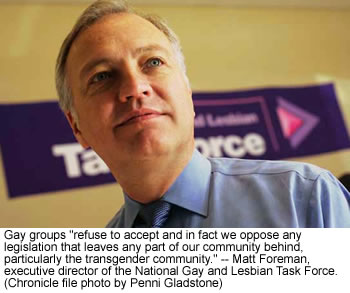 d Lesbian
Ta  orce
Gay groups "refuse to accept and in fact we oppose any
legislation that leaves any part of our community behind,
particularly the transgender community." -- Matt Foreman,
executive director of the National Gay and Lesbian Task Force.
(Chronicle file photo by Penni Gladstone)